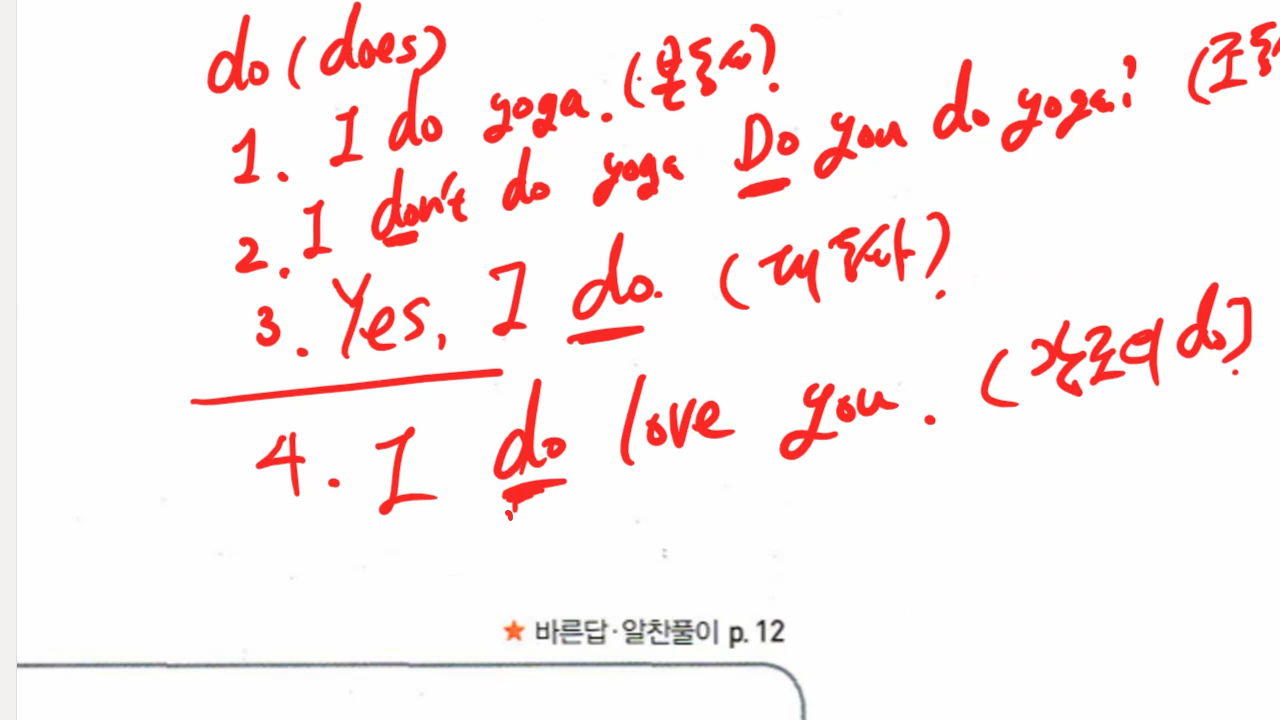 do (does)
1. I do yoga. (본동사)
2. I don't do yoga Do you do yoga? (조동
3. Yes, I do. (대동사)
4. I do love you. (강조의 do)
★ 바른답·알찬풀이 p. 12